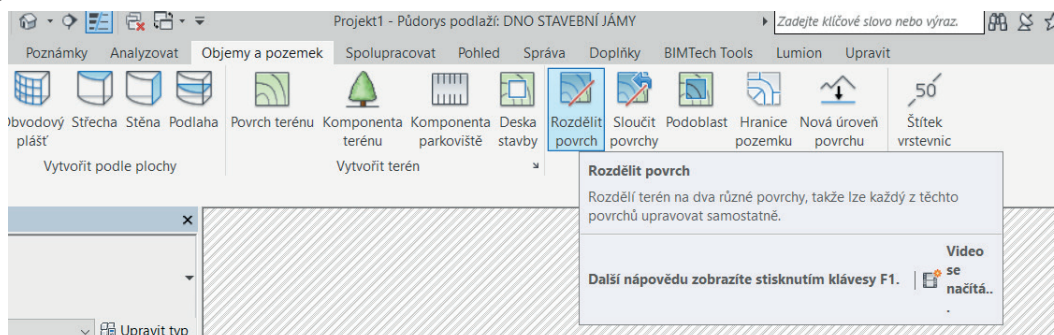 Projekt1 - Půdorys podlaží: DNO STAVEBNÍ JÁMY
Zadejte klíčové slovo nebo výraz.
Poznámky Analyzovat Objemy a pozemek Spolupracovat Pohled Správa Doplňky BIMTech Tools Lumion Upravit
50
Obvodový Střecha Stěna Podlaha Povrch terénu Komponenta Komponenta Deska Rozdělit Sloučit Podoblast Hranice Nová úroveň Štítek
plášť terénu parkoviště stavby povrch povrchy pozemku povrchu vrstevnic
Vytvořit podle plochy Vytvořit terén
Rozdělit povrch
Rozdělí terén na dva různé povrchy, takže lze každý z těchto
povrchů upravovat samostatně.
Další nápovědu zobrazíte stisknutím klávesy F1.
Video
se
načítá..
.
Upravit typ